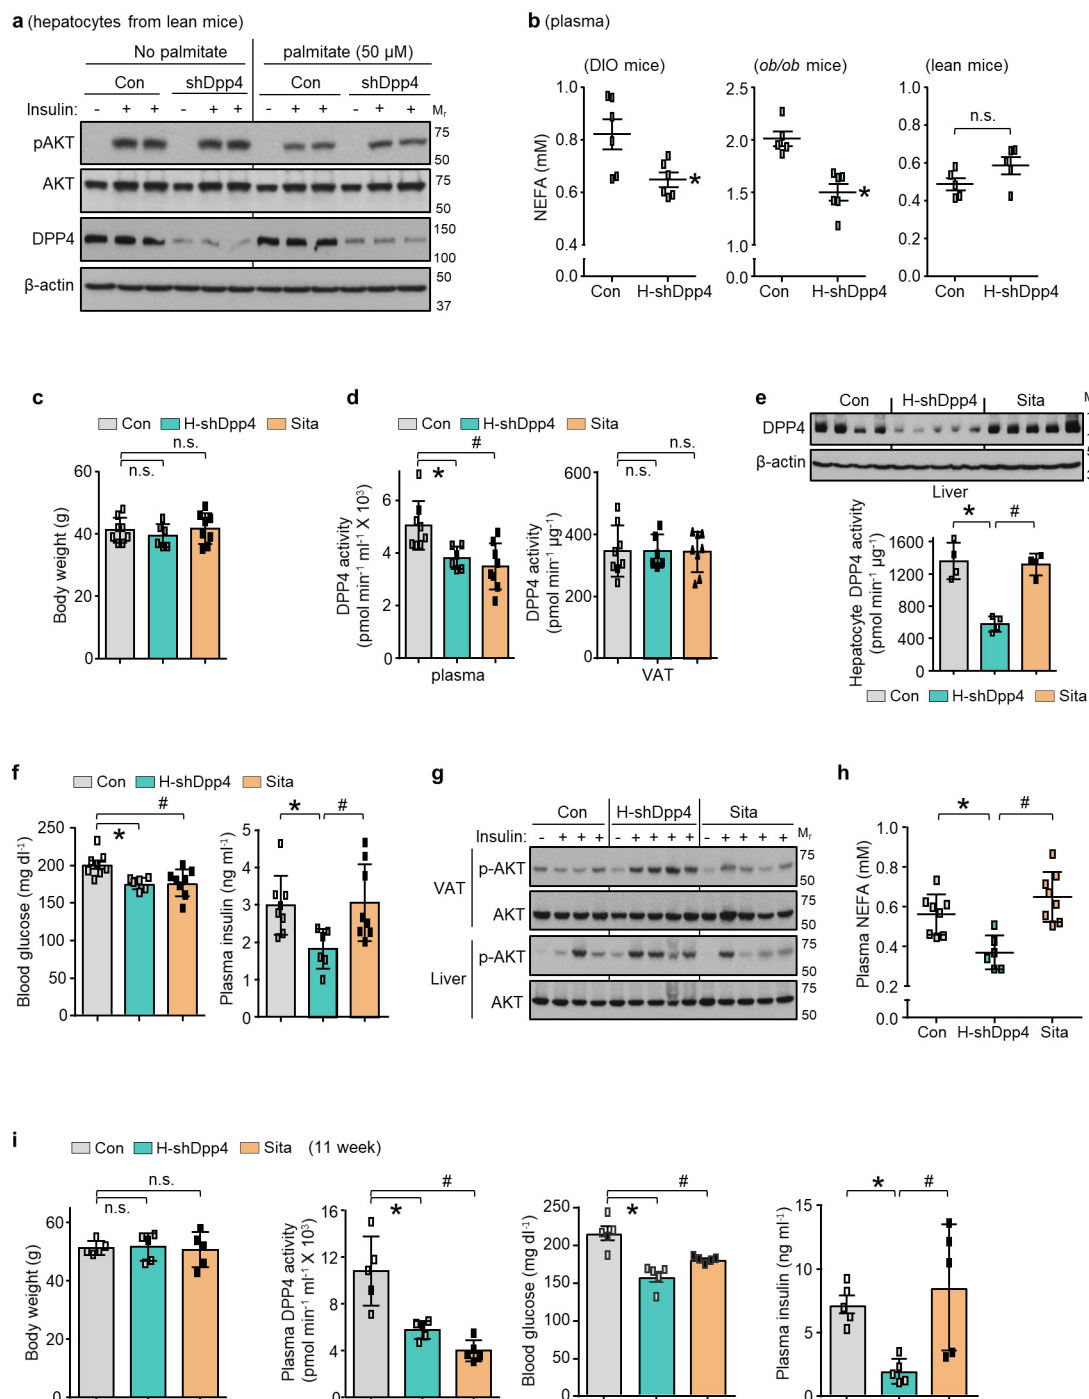 a (hepatocytes from lean mice)
No palmitate palmitate (50 µM)
Con shDpp4 Con shDpp4
Insulin: - + + - + + - + + - + + Mr
pAKT 75
50
AKT 75
50
DPP4 150
100
β-actin 50
37
b (plasma)
(DIO mice) (ob/ob mice) (lean mice)
NEFA (mM)
1.0
0.8
0.6
0.4
0.0
Con H-shDpp4
*
2.5
2.0
1.5
1.0
0.0
Con H-shDpp4
*
1.0
0.8
0.6
0.4
0.2
0.0
n.s.
Con H-shDpp4
c
Con H-shDpp4 Sita
n.s.
n.s.
Body weight (g)
60
40
20
0
d
Con H-shDpp4 Sita
#
*
DPP4 activity
(pmol min-1 ml-1 X 10³)
6
4
2
0
plasma
n.s.
n.s.
DPP4 activity
(pmol min-1 µg-1)
600
400
200
0
VAT
e
Con H-shDpp4 Sita
DPP4
β-actin
Liver
* #
Hepatocyte DPP4 activity
(pmol min-1 µg-1)
1600
1200
800
400
0
Con H-shDpp4 Sita
f
Con H-shDpp4 Sita
#
*
Blood glucose (mg dl-1)
250
200
150
100
50
0
* #
Plasma insulin (ng ml-1)
5
4
3
2
1
0
g
Con H-shDpp4 Sita
Insulin: - + + + - + + + + - + + + + Mr
VAT
p-AKT 75
50
AKT 75
50
Liver
p-AKT 75
50
AKT 75
50
h
* #
Plasma NEFA (mM)
1.0
0.8
0.6
0.4
0.2
0.0
Con H-shDpp4 Sita
i
Con H-shDpp4 Sita (11 week)
n.s.
n.s.
Body weight (g)
60
40
20
0
#
*
Plasma DPP4 activity
(pmol min-1 ml-1 X 10³)
16
12
8
4
#
*
Blood glucose (mg dl-1)
250
200
150
100
50
0
* #
Plasma insulin (ng ml-1)
15
10
5
0